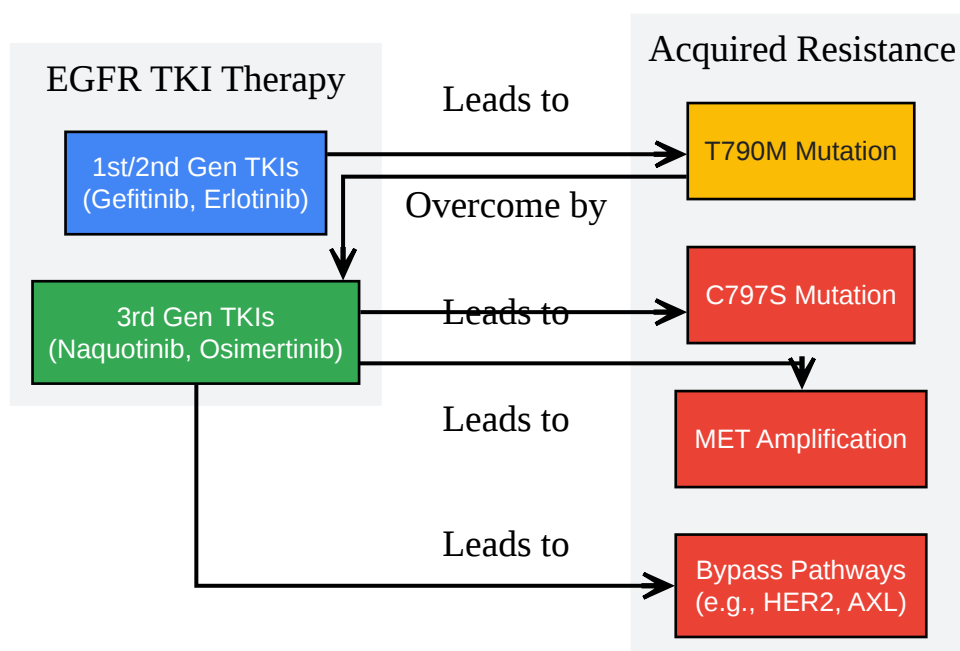 EGFR TKI Therapy
1st/2nd Gen TKIs
(Gefitinib, Erlotinib)
3rd Gen TKIs
(Naquotinib, Osimertinib)
Leads to
Overcome by
Leads to
Leads to
Leads to
Acquired Resistance
T790M Mutation
C797S Mutation
MET Amplification
Bypass Pathways
(e.g., HER2, AXL)